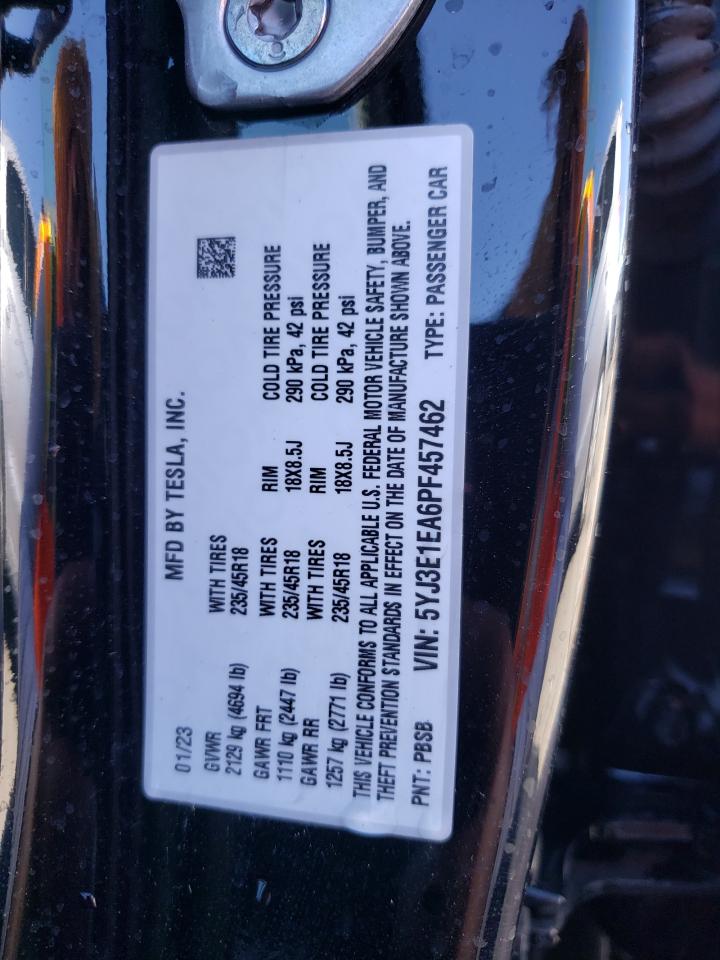 MFD BY TESLA, INC.
01/23
GVWR WITH TIRES
2129 kg (4694 lb) 235/45R18
GAWR FRT WITH TIRES RIM COLD TIRE PRESSURE
1110 kg (2447 lb) 235/45R18 18X8.5J 290 kPa, 42 psi
GAWR RR WITH TIRES RIM COLD TIRE PRESSURE
1257 kg (2771 lb) 235/45R18 18X8.5J 290 kPa, 42 psi
THIS VEHICLE CONFORMS TO ALL APPLICABLE U.S. FEDERAL MOTOR VEHICLE SAFETY, BUMPER, AND
THEFT PREVENTION STANDARDS IN EFFECT ON THE DATE OF MANUFACTURE SHOWN ABOVE.
PNT: PBSB VIN: 5YJ3E1EA6PF457462 TYPE: PASSENGER CAR